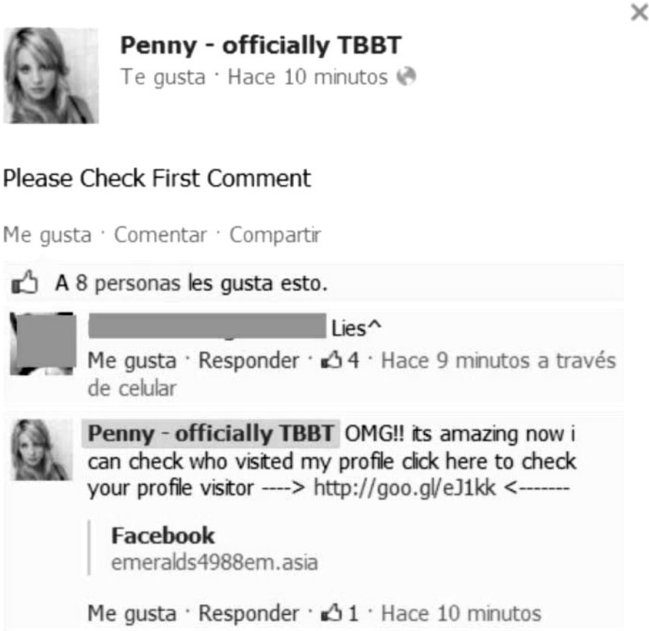 Penny - officially TBBT
Te gusta · Hace 10 minutos
Please Check First Comment
Me gusta · Comentar · Compartir
A 8 personas les gusta esto.
Lies^
Me gusta · Responder · 4 · Hace 9 minutos a través
de celular
Penny - officially TBBT OMG!! its amazing now i
can check who visited my profile click here to check
your profile visitor ----> http://goo.gl/eJ1kk <-------
Facebook
emeralds4988em.asia
Me gusta · Responder · 1 · Hace 10 minutos